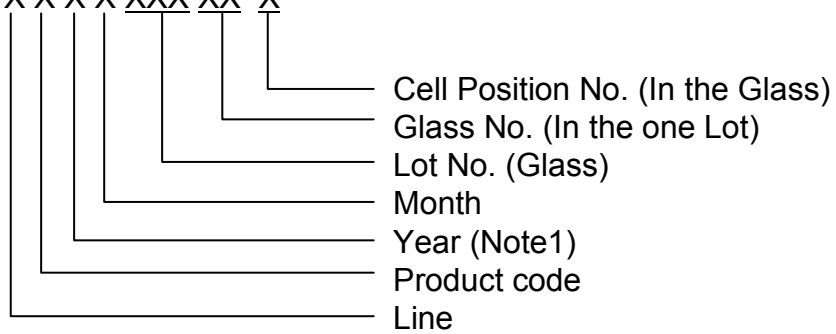 X X X X XXX XX X
Cell Position No. (In the Glass)
Glass No. (In the one Lot)
Lot No. (Glass)
Month
Year (Note1)
Product code
Line